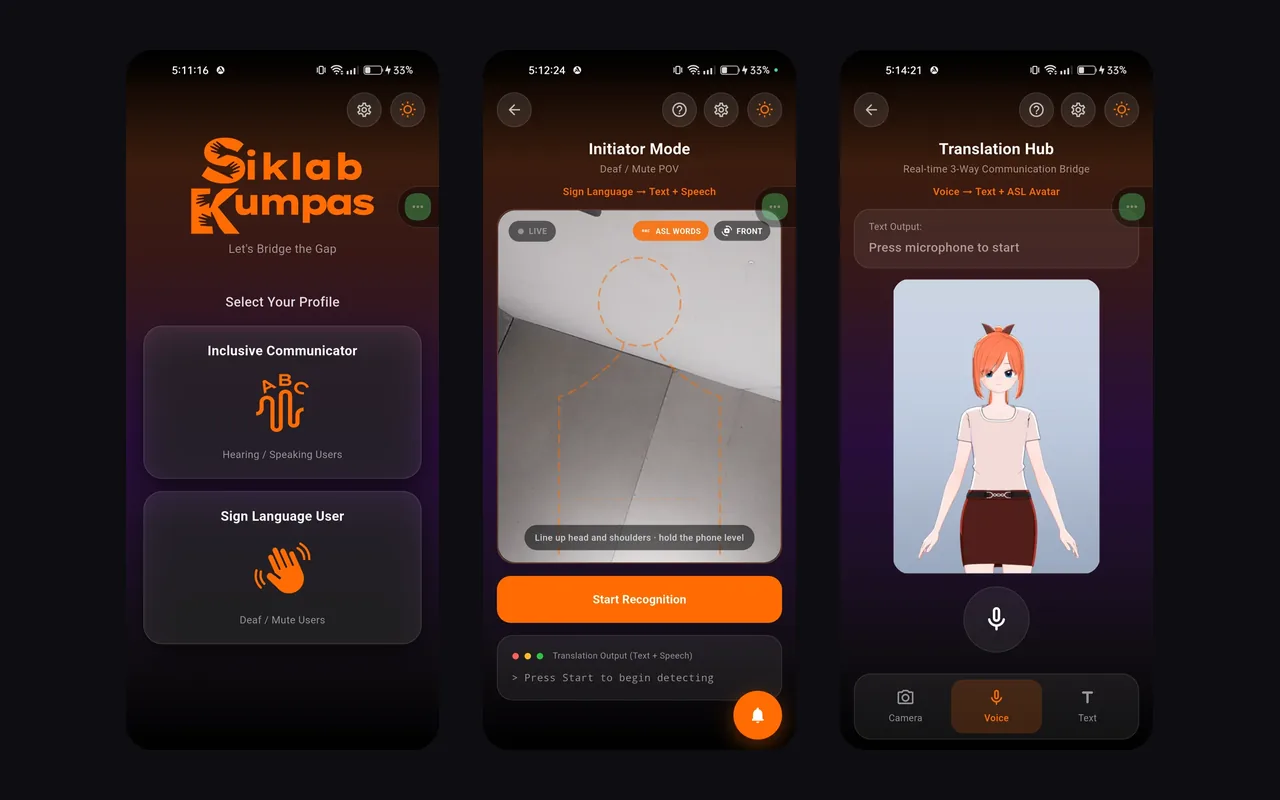 5:11:16
33%
Siklab
Kumpas
Let's Bridge the Gap
Select Your Profile
Inclusive Communicator
ABC
Hearing / Speaking Users
Sign Language User
Deaf / Mute Users
5:12:24
33%
Initiator Mode
Deaf / Mute POV
Sign Language → Text + Speech
LIVE
ASL WORDS
FRONT
Line up head and shoulders · hold the phone level
Start Recognition
Translation Output (Text + Speech)
> Press Start to begin detecting
5:14:21
33%
Translation Hub
Real-time 3-Way Communication Bridge
Voice → Text + ASL Avatar
Text Output:
Press microphone to start
Camera
Voice
Text